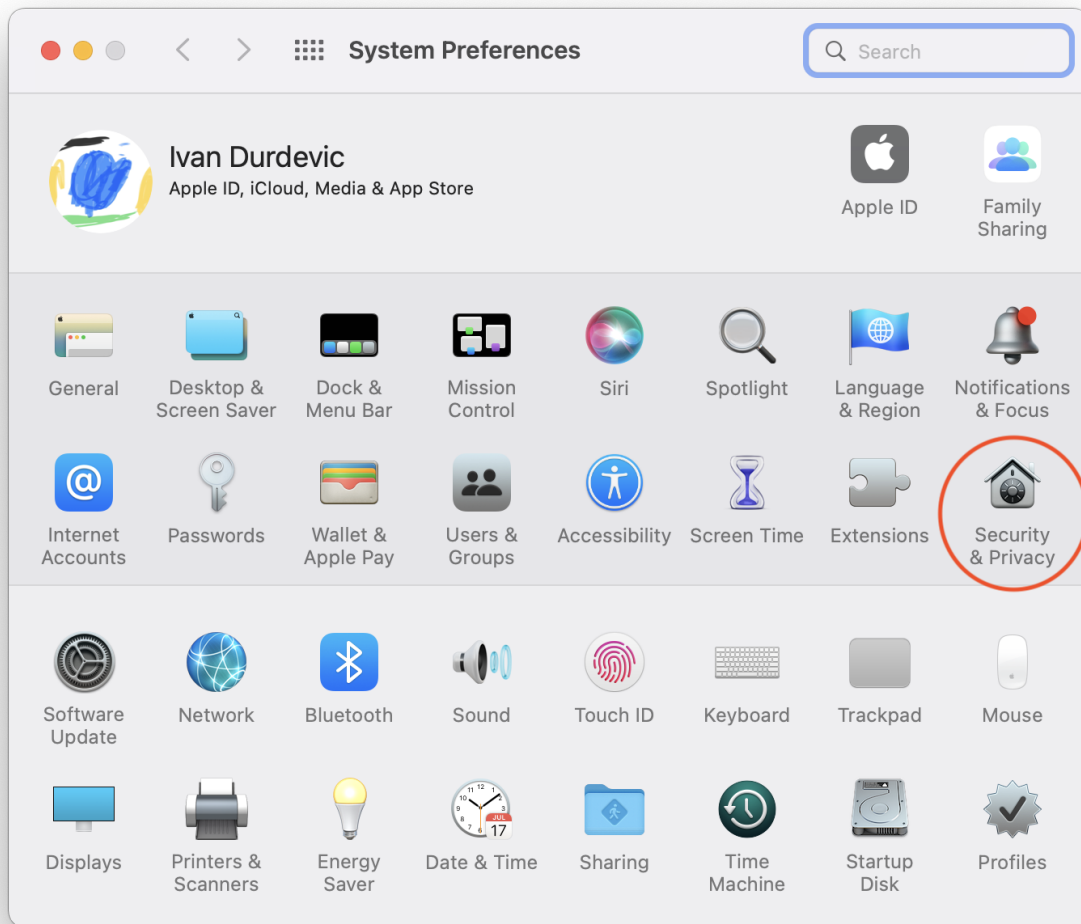 System Preferences
Search
Ivan Durdevic
Apple ID, iCloud, Media & App Store
Apple ID
Family
Sharing
General
Desktop &
Screen Saver
Dock &
Menu Bar
Mission
Control
Siri
Spotlight
Language
& Region
Notifications
& Focus
@
Internet
Accounts
Passwords
Wallet &
Apple Pay
Users &
Groups
Accessibility
Screen Time
Extensions
Security
& Privacy
Software
Update
Network
Bluetooth
Sound
Touch ID
Keyboard
Trackpad
Mouse
Displays
Printers &
Scanners
Energy
Saver
JUL
17
Date & Time
Sharing
Time
Machine
Startup
Disk
Profiles